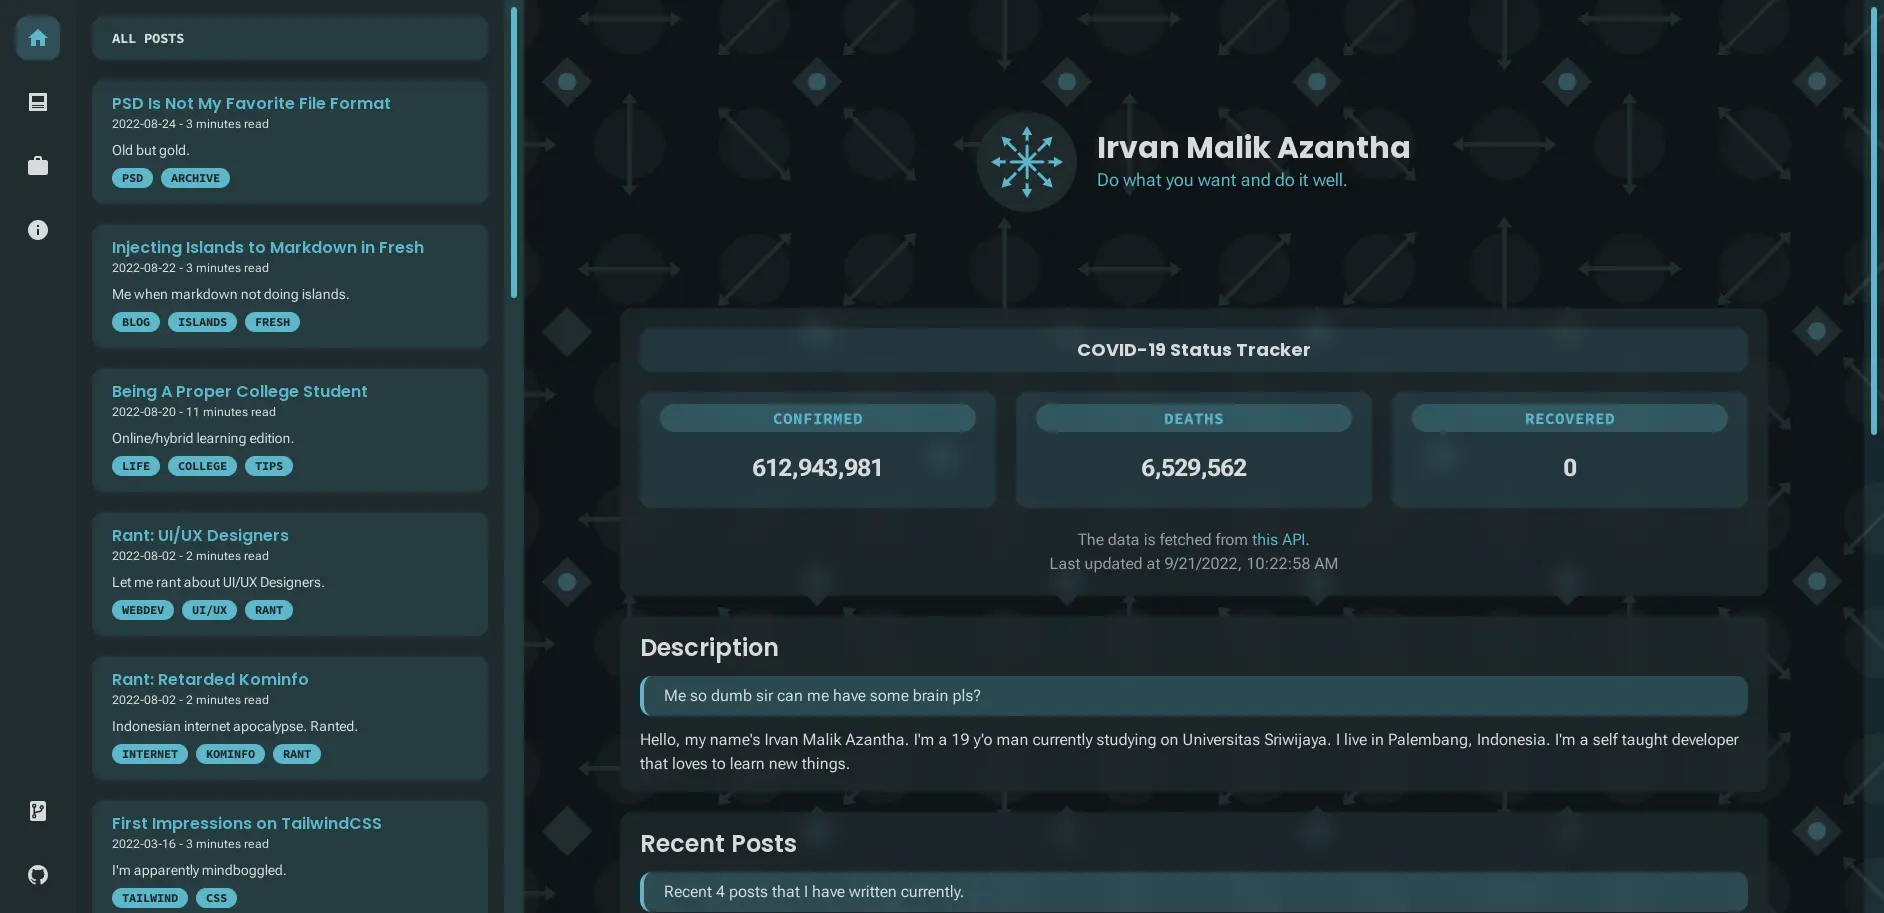 ALL POSTS
PSD Is Not My Favorite File Format
2022-08-24 - 3 minutes read
Old but gold.
PSD ARCHIVE
Injecting Islands to Markdown in Fresh
2022-08-22 - 3 minutes read
Me when markdown not doing islands.
BLOG ISLANDS FRESH
Being A Proper College Student
2022-08-20 - 11 minutes read
Online/hybrid learning edition.
LIFE COLLEGE TIPS
Rant: UI/UX Designers
2022-08-02 - 2 minutes read
Let me rant about UI/UX Designers.
WEBDEV UI/UX RANT
Rant: Retarded Kominfo
2022-08-02 - 2 minutes read
Indonesian internet apocalypse. Ranted.
INTERNET KOMINFO RANT
First Impressions on TailwindCSS
2022-03-16 - 3 minutes read
I'm apparently mindboggled.
TAILWIND CSS
Irvan Malik Azantha
Do what you want and do it well.
COVID-19 Status Tracker
CONFIRMED
612,943,981
DEATHS
6,529,562
RECOVERED
0
The data is fetched from this API.
Last updated at 9/21/2022, 10:22:58 AM
Description
Me so dumb sir can me have some brain pls?
Hello, my name's Irvan Malik Azantha. I'm a 19 y'o man currently studying on Universitas Sriwijaya. I live in Palembang, Indonesia. I'm a self taught developer
that loves to learn new things.
Recent Posts
Recent 4 posts that I have written currently.